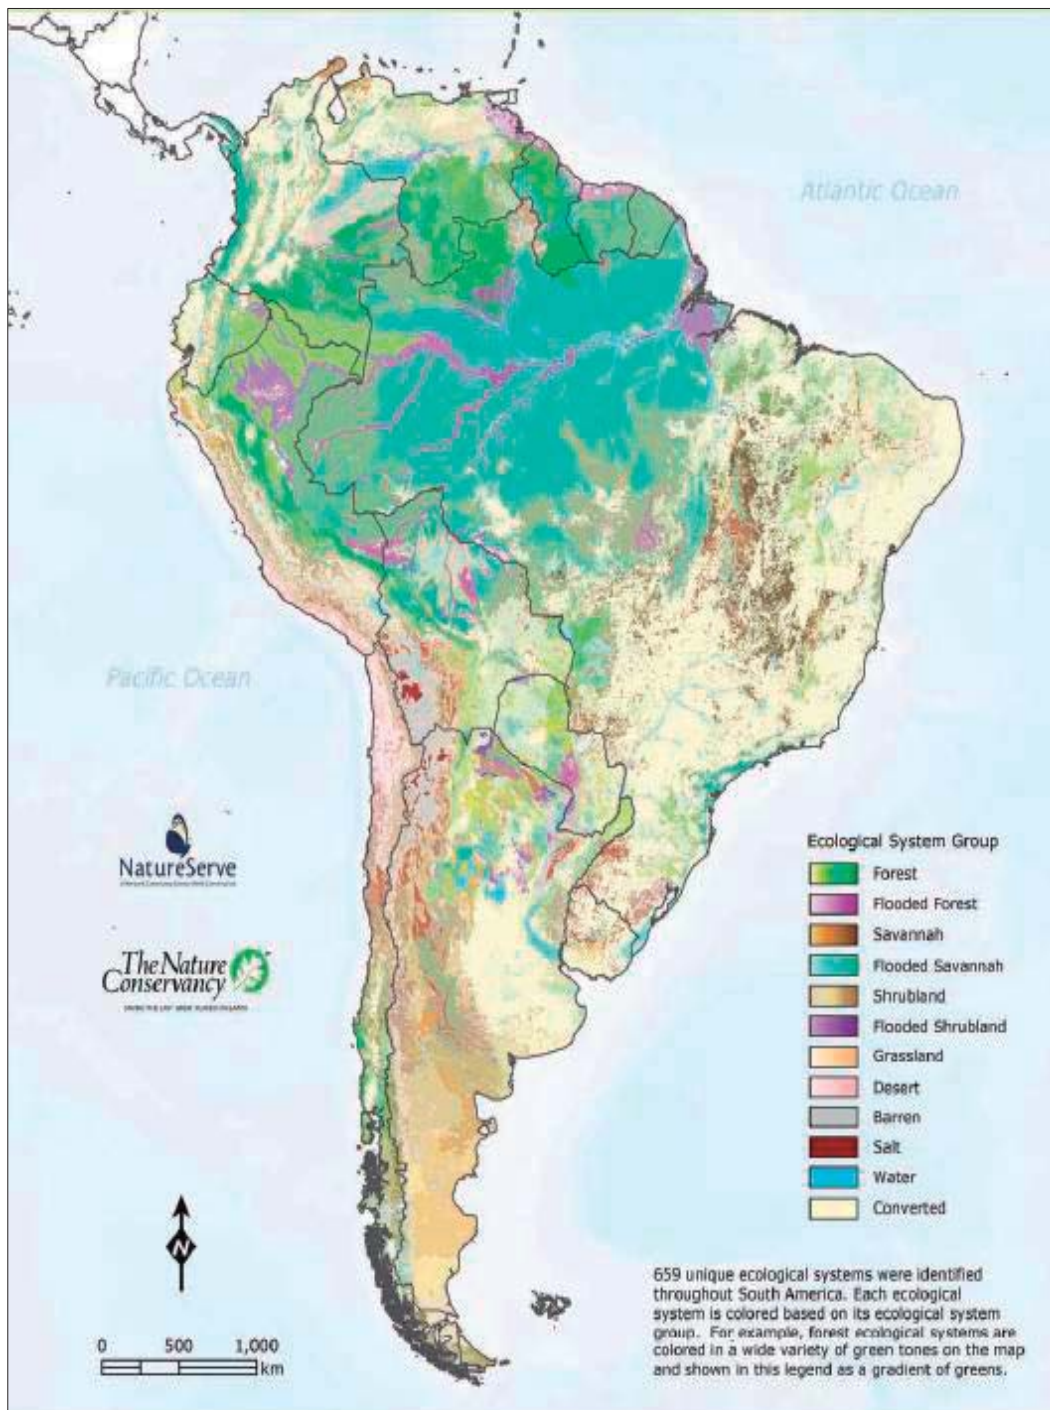 Atlantic Ocean
Pacific Ocean
NatureServe
The Nature
Conservancy
Ecological System Group
Forest
Flooded Forest
Savannah
Flooded Savannah
Shrubland
Flooded Shrubland
Grassland
Desert
Barren
Salt
Water
Converted
N
0 500 1,000
km
659 unique ecological systems were identified
throughout South America. Each ecological
system is colored based on its ecological system
group. For example, forest ecological systems are
colored in a wide variety of green tones on the map
and shown in this legend as a gradient of greens.